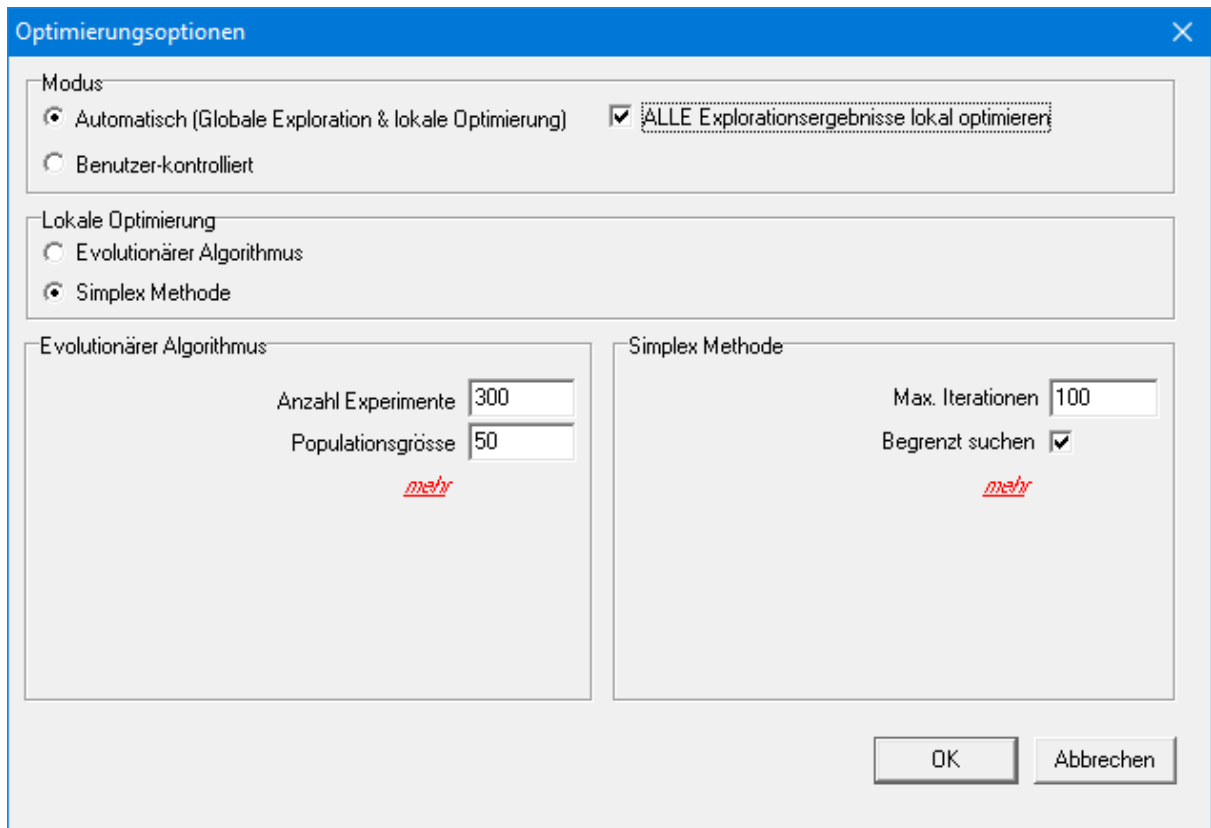 Optimierungsoptionen
Modus
Automatisch (Globale Exploration & lokale Optimierung) ALLE Explorationsergebnisse lokal optimieren
Benutzer-kontrolliert
Lokale Optimierung
Evolutionärer Algorithmus
Simplex Methode
Evolutionärer Algorithmus
Anzahl Experimente 300
Populationsgrösse 50
mehr
Simplex Methode
Max. Iterationen 100
Begrenzt suchen
mehr
OK Abbrechen